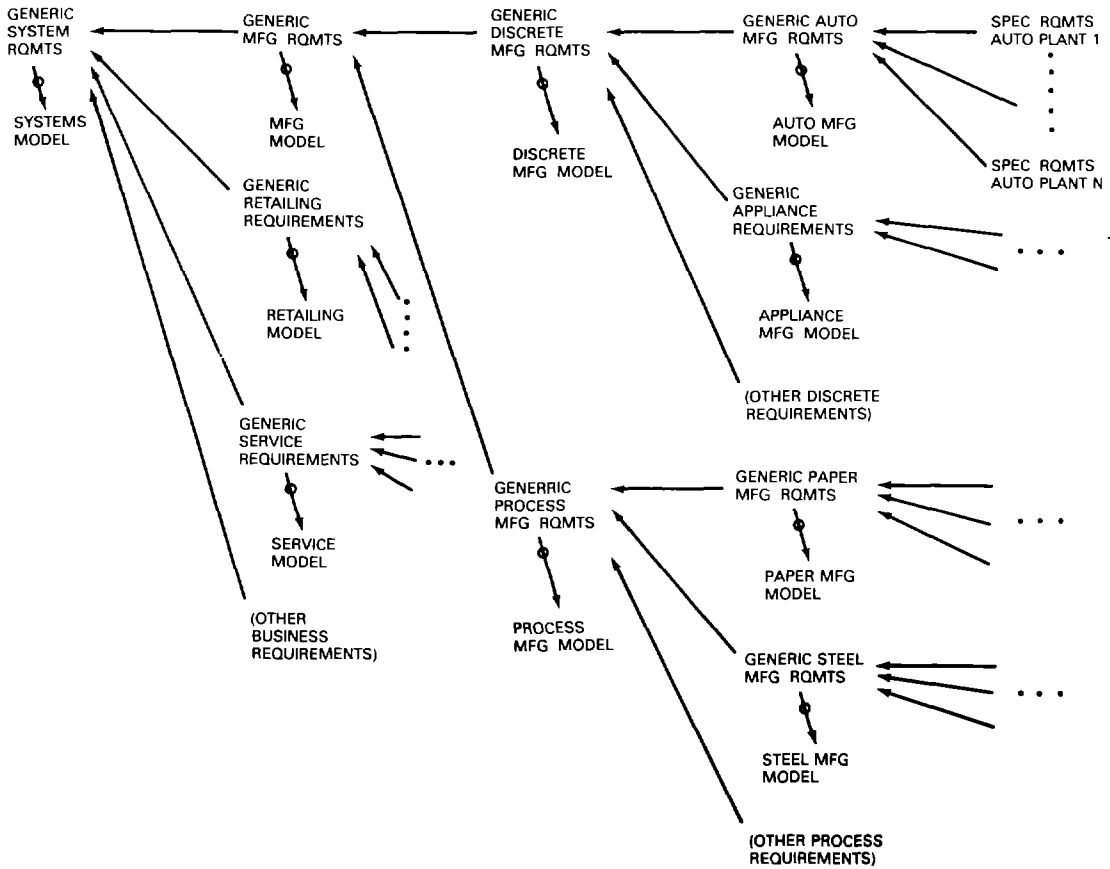 GENERIC
SYSTEM
RQMTS
GENERIC
MFG RQMTS
GENERIC
DISCRETE
MFG RQMTS
GENERIC AUTO
MFG RQMTS
SPEC RQMTS
AUTO PLANT 1
SYSTEMS
MODEL
MFG
MODEL
DISCRETE
MFG MODEL
AUTO MFG
MODEL
SPEC RQMTS
AUTO PLANT N
GENERIC
RETAILING
REQUIREMENTS
GENERIC
APPLIANCE
REQUIREMENTS
RETAILING
MODEL
APPLIANCE
MFG MODEL
(OTHER DISCRETE
REQUIREMENTS)
GENERIC
SERVICE
REQUIREMENTS
GENERRIC
PROCESS
MFG RQMTS
GENERIC PAPER
MFG RQMTS
SERVICE
MODEL
PAPER MFG
MODEL
(OTHER
BUSINESS
REQUIREMENTS)
PROCESS
MFG MODEL
GENERIC STEEL
MFG RQMTS
STEEL MFG
MODEL
(OTHER PROCESS
REQUIREMENTS)